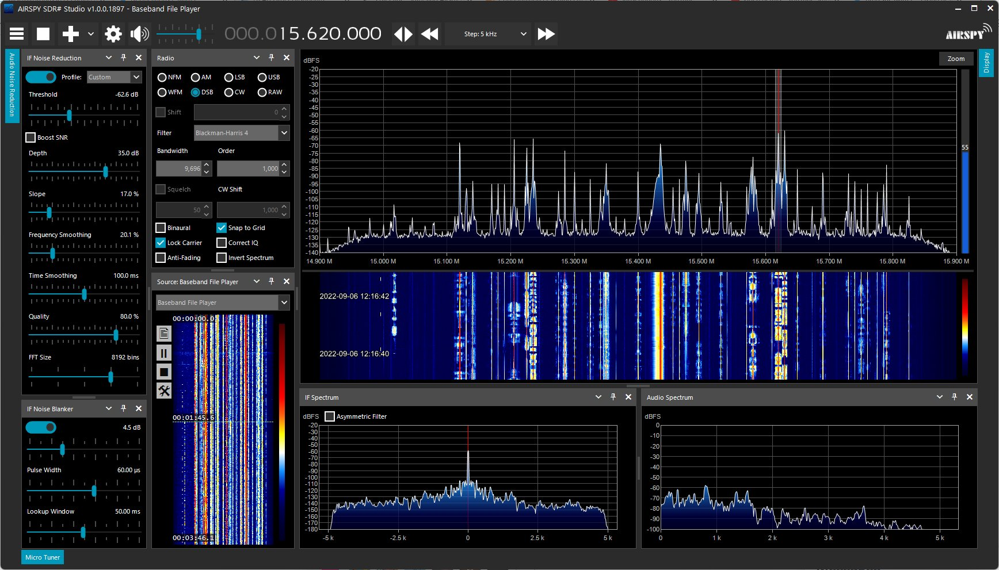 AIRSPY SDR# Studio v1.0.0.1897 - Baseband File Player
000.015.620.000
Step: 5 kHz
AIRSPY
Audio Noise Reduction
IF Noise Reduction
Profile: Custom
Threshold -62.6 dB
Boost SNR
Depth 35.0 dB
Slope 17.0 %
Frequency Smoothing 20.1 %
Time Smoothing 100.0 ms
Quality 80.0 %
FFT Size 8192 bins
IF Noise Blanker
4.5 dB
Pulse Width 60.00 µs
Lookup Window 50.00 ms
Micro Tuner
Radio
NFM AM LSB USB
WFM DSB CW RAW
Shift 0
Filter Blackman-Harris 4
Bandwidth Order
9,696 1,000
Squelch CW Shift
50 1,000
Binaural Snap to Grid
Lock Carrier Correct IQ
Anti-Fading Invert Spectrum
Source: Baseband File Player
Baseband File Player
00:00:00.0
00:01:45.6
00:03:46.1
Display
Zoom
dBFS
-20
-25
-30
-35
-40
-45
-50
-55
-60
-65
-70
-75
-80
-85
-90
-95
-100
-105
-110
-115
-120
-125
-130
-135
-140
55
14.900 M 15.000 M 15.100 M 15.200 M 15.300 M 15.400 M 15.500 M 15.600 M 15.700 M 15.800 M 15.900 M
2022-09-06 12:16:42
2022-09-06 12:16:40
IF Spectrum
dBFS Asymmetric Filter
-20
-30
-40
-50
-60
-70
-80
-90
-100
-110
-120
-130
-140
-150
-160
-170
-180
-5 k -2.5 k 0 2.5 k 5 k
Audio Spectrum
dBFS
0
-10
-20
-30
-40
-50
-60
-70
-80
-90
-100
0 1 k 2 k 3 k 4 k 5 k